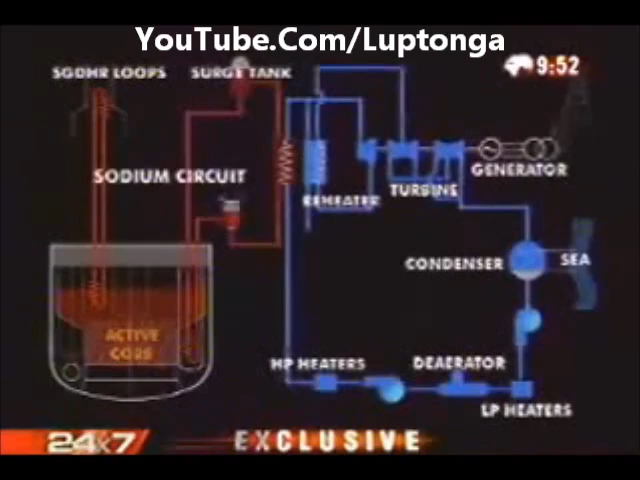 YouTube.Com/Luptonga
SGDHR LOOPS
SURGE TANK
9:52
SODIUM CIRCUIT
REHEATER
TURBINE
GENERATOR
CONDENSER
SEA
ACTIVE
CORE
HP HEATERS
DEAERATOR
LP HEATERS
24x7
EXCLUSIVE